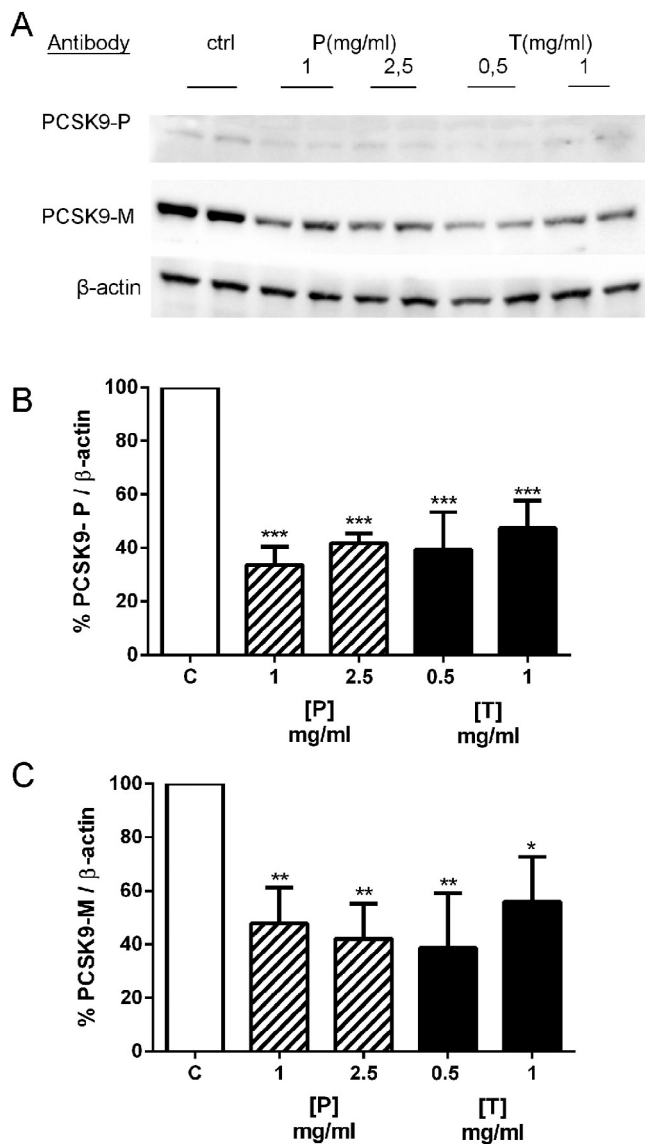 A
Antibody ctrl P(mg/ml) T(mg/ml)
1 2,5 0,5 1
PCSK9-P
PCSK9-M
β-actin
B
% PCSK9- P / β-actin
100
80
60
40
20
0
*** *** *** ***
C 1 2.5 0.5 1
[P] [T]
mg/ml mg/ml
C
% PCSK9-M / β-actin
100
80
60
40
20
0
** ** ** *
C 1 2.5 0.5 1
[P] [T]
mg/ml mg/ml